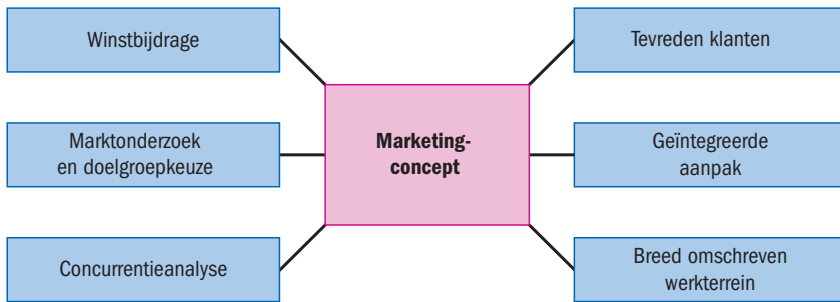 Winstbijdrage
Tevreden klanten
Marktonderzoek
en doelgroepkeuze
Marketing-
concept
Geïntegreerde
aanpak
Concurrentieanalyse
Breed omschreven
werkterrein